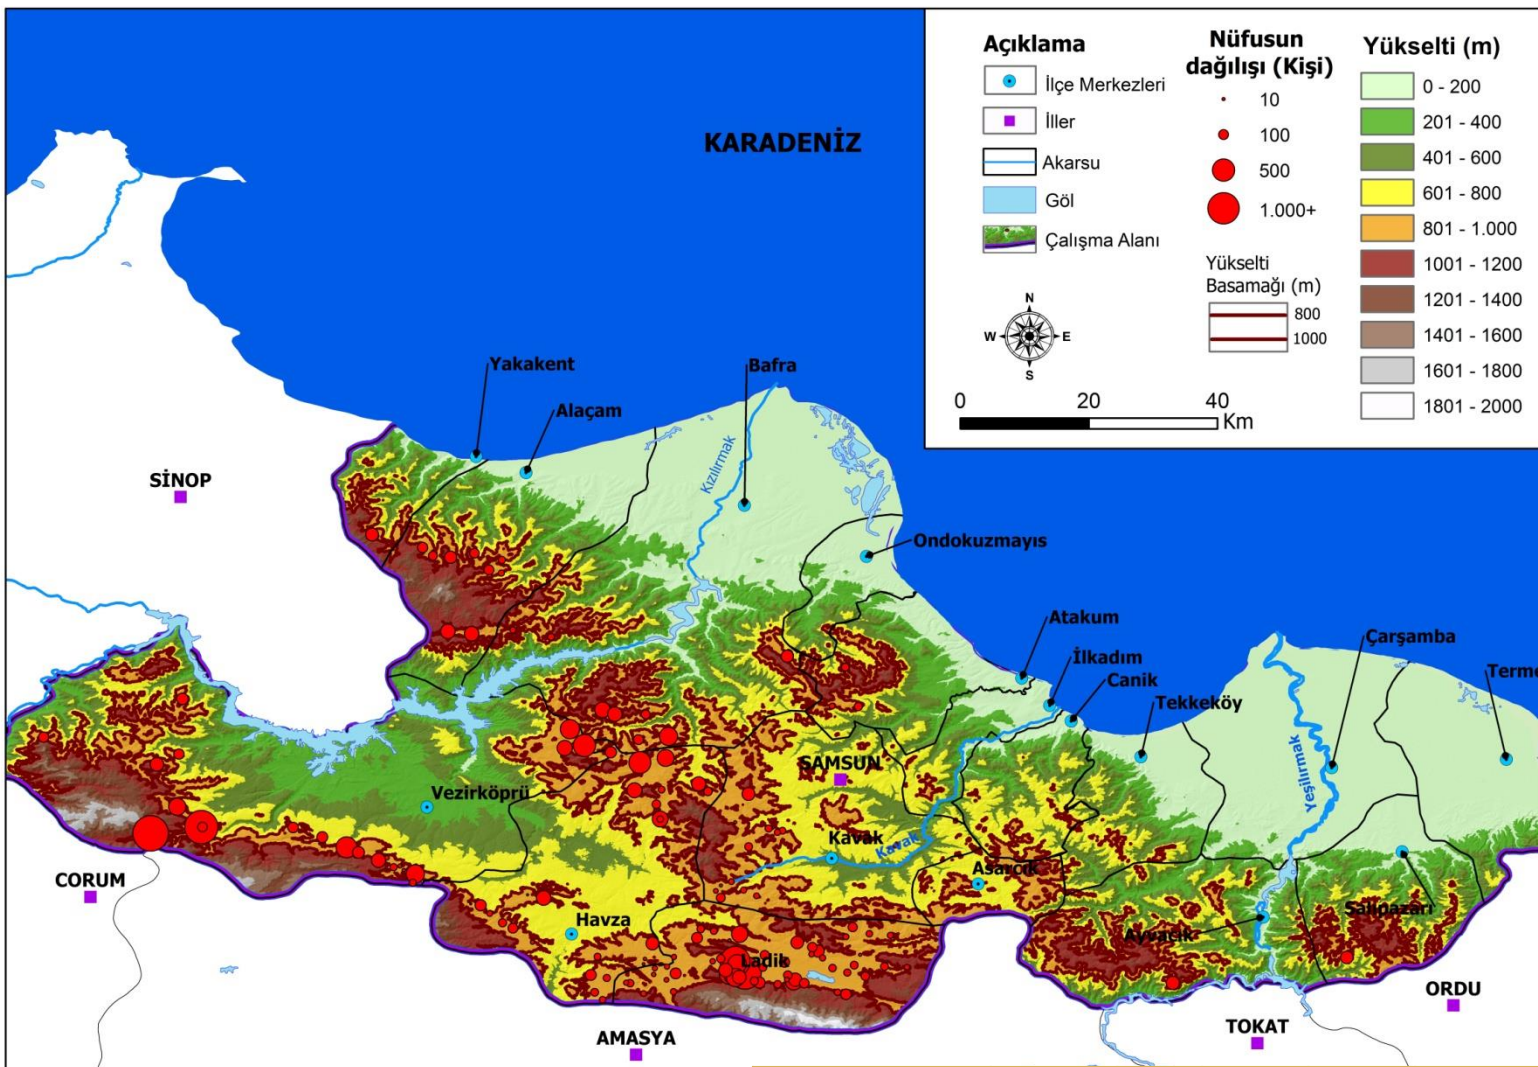 Açıklama
İlçe Merkezleri
İller
Akarsu
Göl
Çalışma Alanı
Nüfusun
dağılışı (Kişi)
10
100
500
1.000+
Yükselti
Basamağı (m)
800
1000
Yükselti (m)
0 - 200
201 - 400
401 - 600
601 - 800
801 - 1.000
1001 - 1200
1201 - 1400
1401 - 1600
1601 - 1800
1801 - 2000
N
W
E
S
0
20
40
Km
KARADENİZ
Yakakent
Bafra
Alaçam
Kızılırmak
SİNOP
Ondokuzmayıs
Atakum
İlkadım
Canik
Tekkeköy
Çarşamba
Terme
SAMSUN
Yeşilırmak
Vezirköprü
Kavak
Kavak
Asarcık
CORUM
Havza
Ladik
Ayvacık
Salıpazarı
ORDU
TOKAT
AMASYA